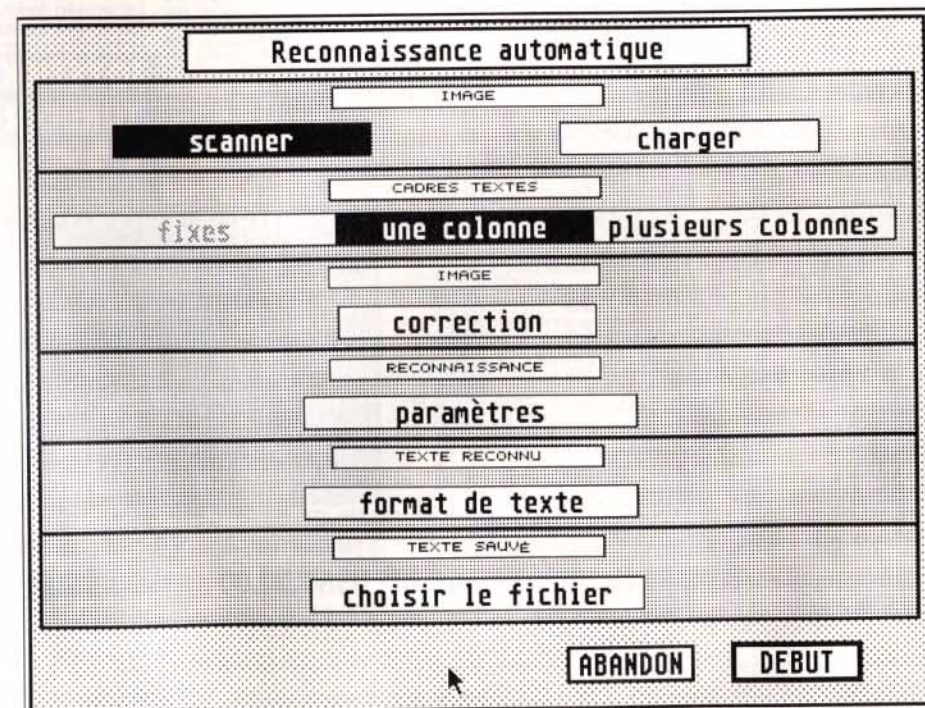 Reconnaissance automatique
IMAGE
scanner charger
CADRES TEXTES
fixes une colonne plusieurs colonnes
IMAGE
correction
RECONNAISSANCE
paramètres
TEXTE RECONNU
format de texte
TEXTE SAUVÉ
choisir le fichier
ABANDON DEBUT